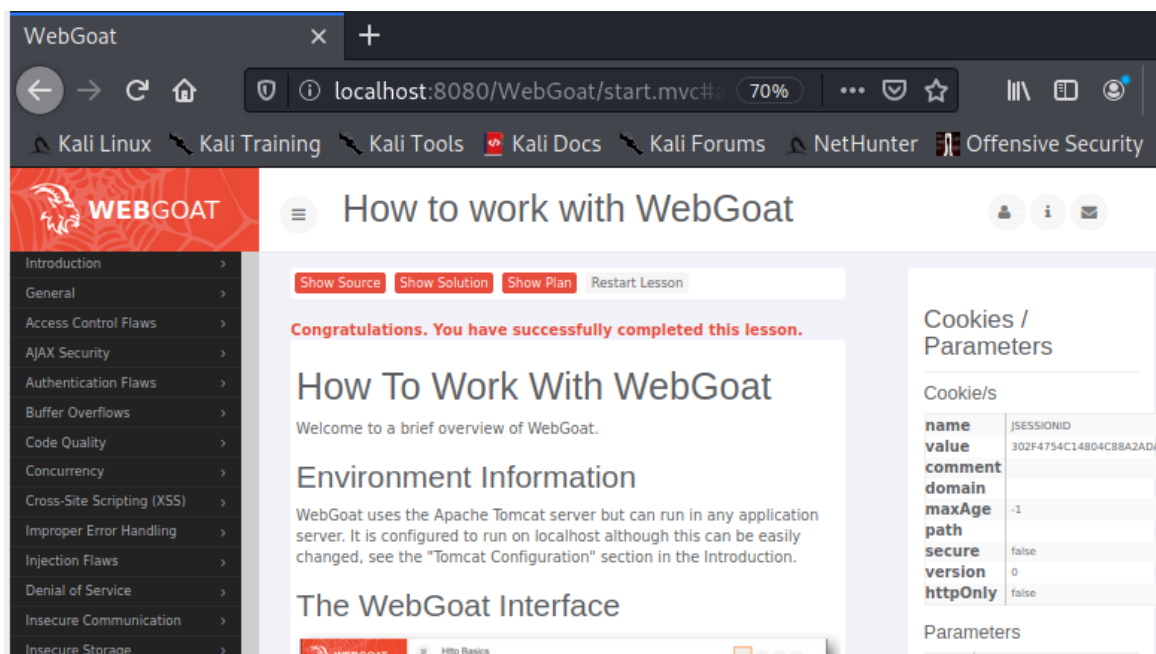 WebGoat
localhost:8080/WebGoat/start.mvc# 70%
Kali Linux Kali Training Kali Tools Kali Docs Kali Forums NetHunter Offensive Security
WEBGOAT
How to work with WebGoat
Introduction
General
Access Control Flaws
AJAX Security
Authentication Flaws
Buffer Overflows
Code Quality
Concurrency
Cross-Site Scripting (XSS)
Improper Error Handling
Injection Flaws
Denial of Service
Insecure Communication
Insecure Storage
Show Source Show Solution Show Plan Restart Lesson
Congratulations. You have successfully completed this lesson.
How To Work With WebGoat
Welcome to a brief overview of WebGoat.
Environment Information
WebGoat uses the Apache Tomcat server but can run in any application
server. It is configured to run on localhost although this can be easily
changed, see the "Tomcat Configuration" section in the Introduction.
The WebGoat Interface
WEBGOAT Http Basics
Cookies /
Parameters
Cookie/s
name JSESSIONID
value 302F4754C14804C88A2AD
comment
domain
maxAge -1
path
secure false
version 0
httpOnly false
Parameters